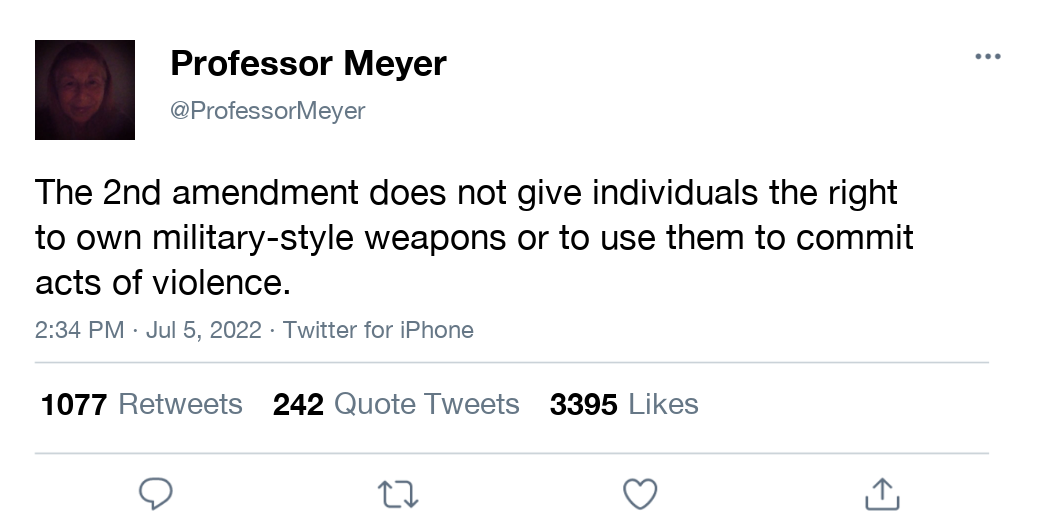 Professor Meyer
@ProfessorMeyer
The 2nd amendment does not give individuals the right
to own military-style weapons or to use them to commit
acts of violence.
2:34 PM · Jul 5, 2022 · Twitter for iPhone
1077 Retweets 242 Quote Tweets 3395 Likes